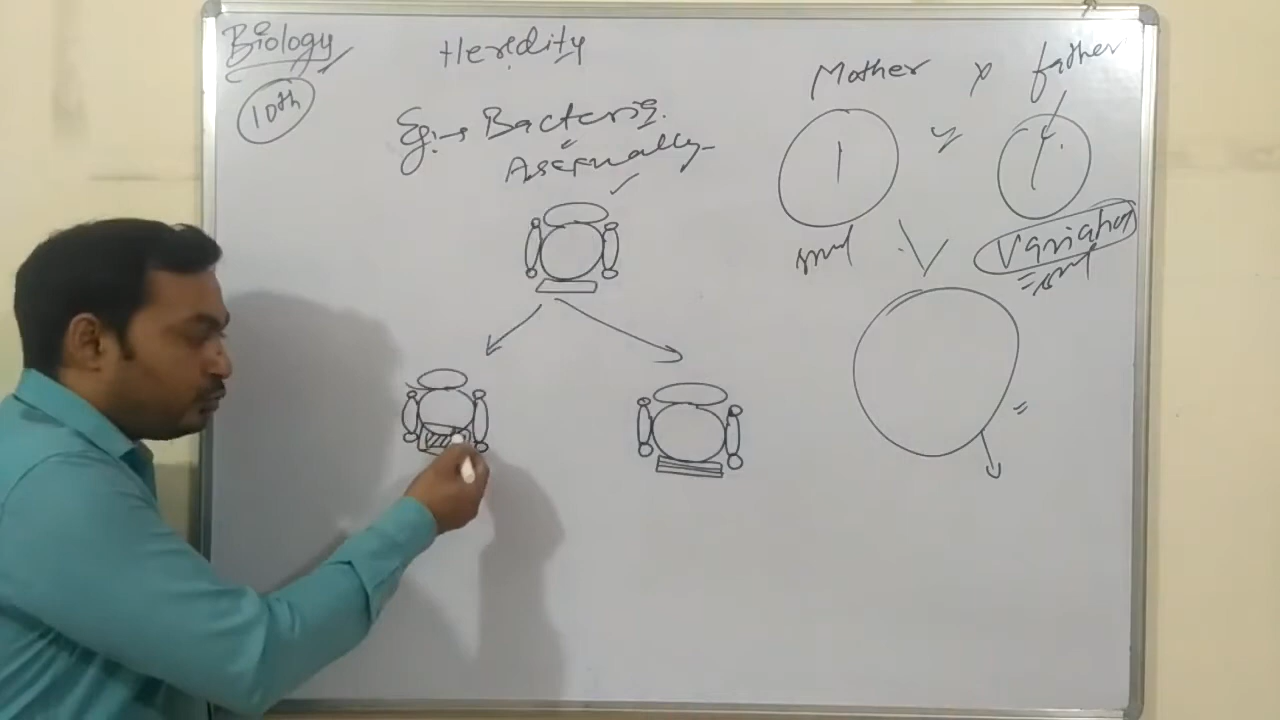 Biology
10th
Heredity
Eg:→ Bacteria.
Asexually
Mother x father
Variation